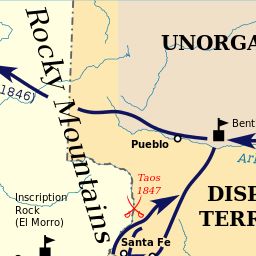 Rocky Mountains
UNORGA
1846)
Bent
Pueblo
Ar
Taos
1847
Inscription
Rock
(El Morro)
DISP
TERR
Santa Fe